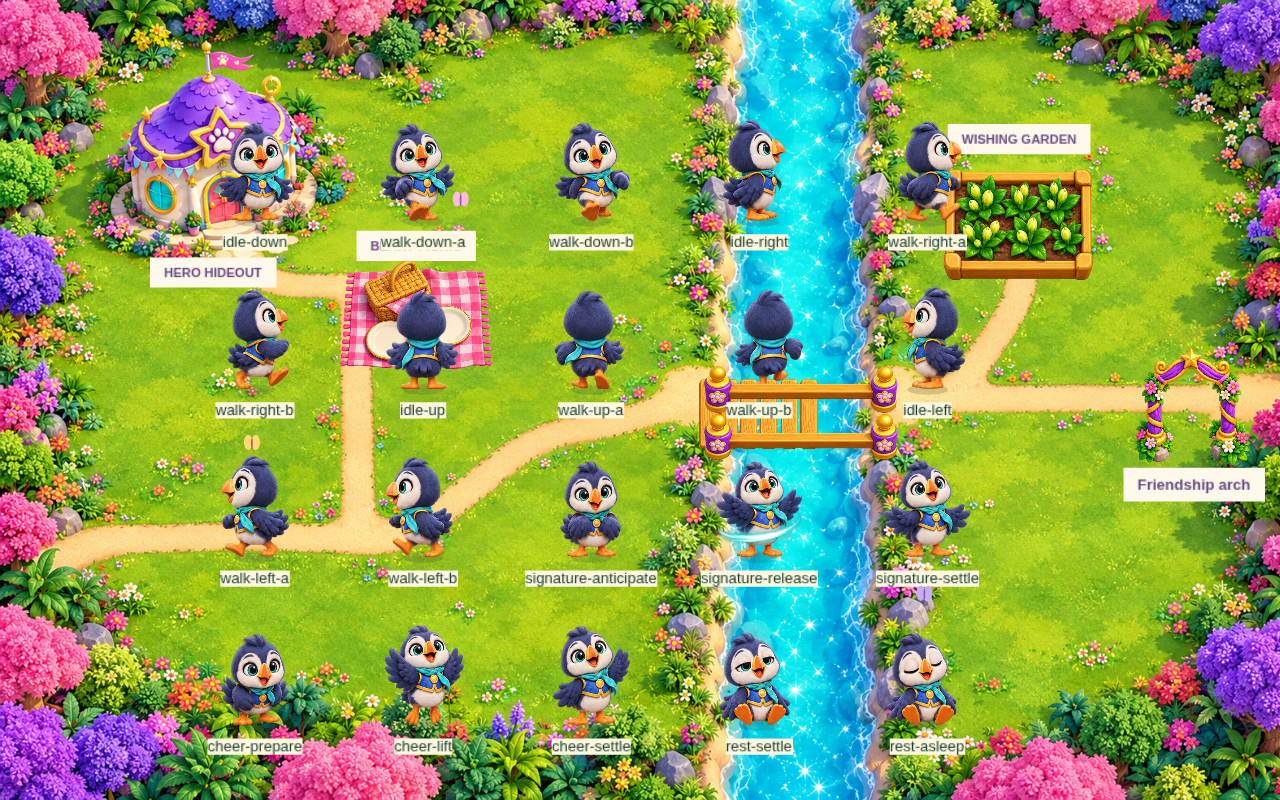 WISHING GARDEN
idle-down
walk-down-a
walk-down-b
idle-right
walk-right-a
HERO HIDEOUT
walk-right-b
idle-up
walk-up-a
walk-up-b
idle-left
Friendship arch
walk-left-a
walk-left-b
signature-anticipate
signature-release
signature-settle
cheer-prepare
cheer-lift
cheer-settle
rest-settle
rest-asleep